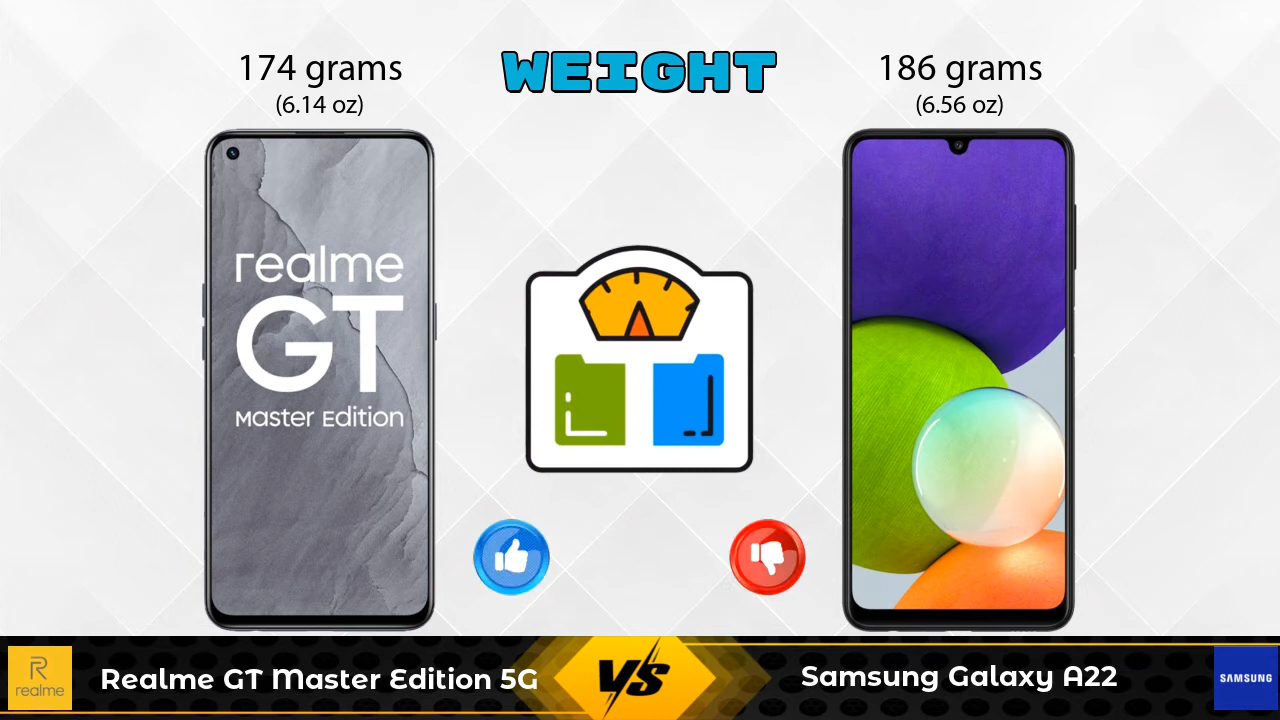 174 grams
(6.14 oz)
WEIGHT
186 grams
(6.56 oz)
realme
GT
Master Edition
R
realme
Realme GT Master Edition 5G
VS
Samsung Galaxy A22
SAMSUNG